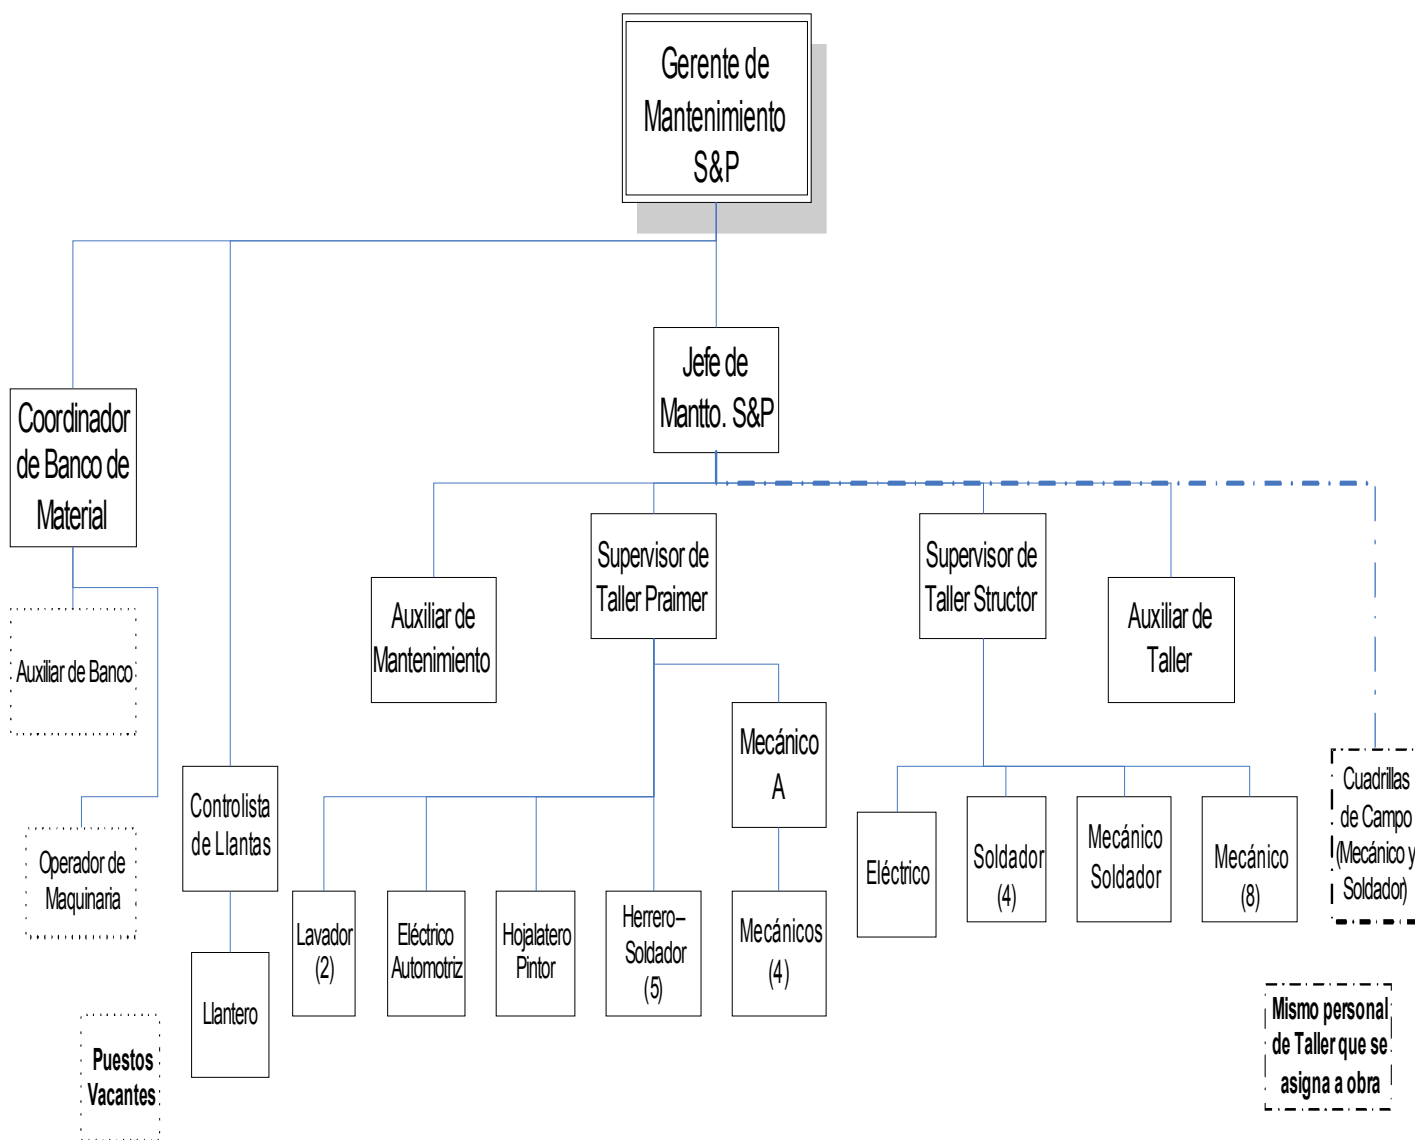 Gerente de
Mantenimiento
S&P
Jefe de
Mantto. S&P
Coordinador
de Banco de
Material
Supervisor de
Taller Praimer
Supervisor de
Taller Structor
Auxiliar de
Mantenimiento
Auxiliar de
Taller
Auxiliar de Banco
Mecánico
A
Cuadrillas
de Campo
(Mecánico y
Soldador)
Controlista
de Llantas
Operador de
Maquinaria
Eléctrico
Soldador
(4)
Mecánico
Soldador
Mecánico
(8)
Lavador
(2)
Eléctrico
Automotriz
Hojalatero
Pintor
Herrero–
Soldador
(5)
Mecánicos
(4)
Llantero
Puestos
Vacantes
Mismo personal
de Taller que se
asigna a obra